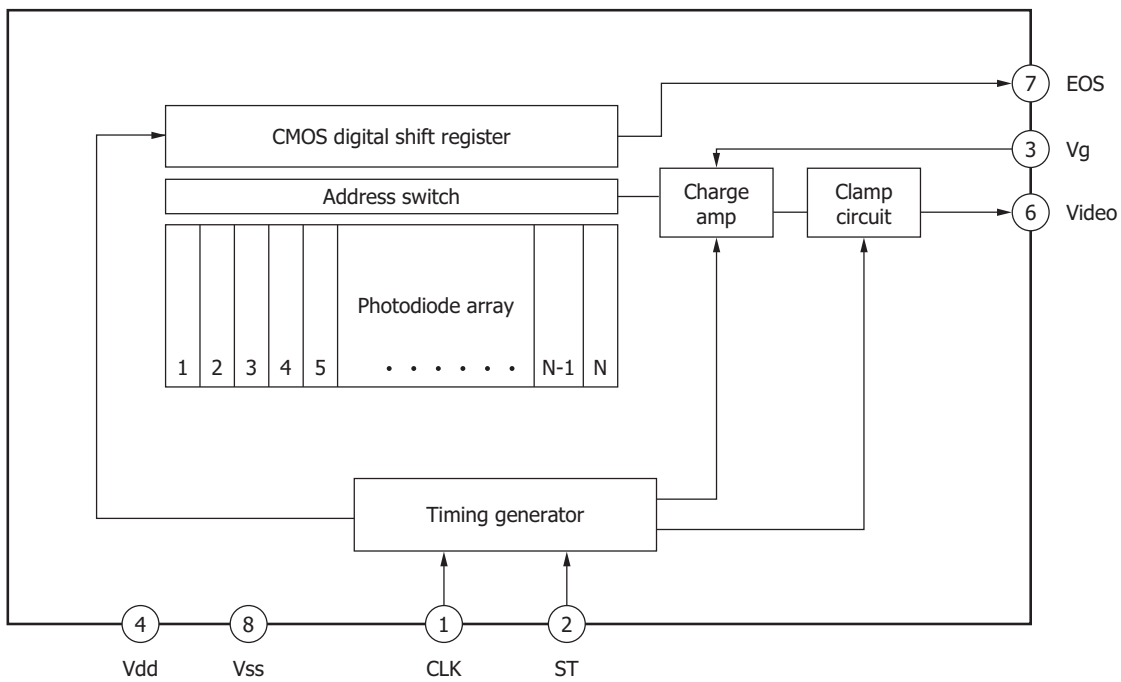 7 EOS
CMOS digital shift register
3 Vg
Address switch
Charge
amp
Clamp
circuit
6 Video
Photodiode array
1 2 3 4 5 · · · · · · N-1 N
Timing generator
4 8 1 2
Vdd Vss CLK ST